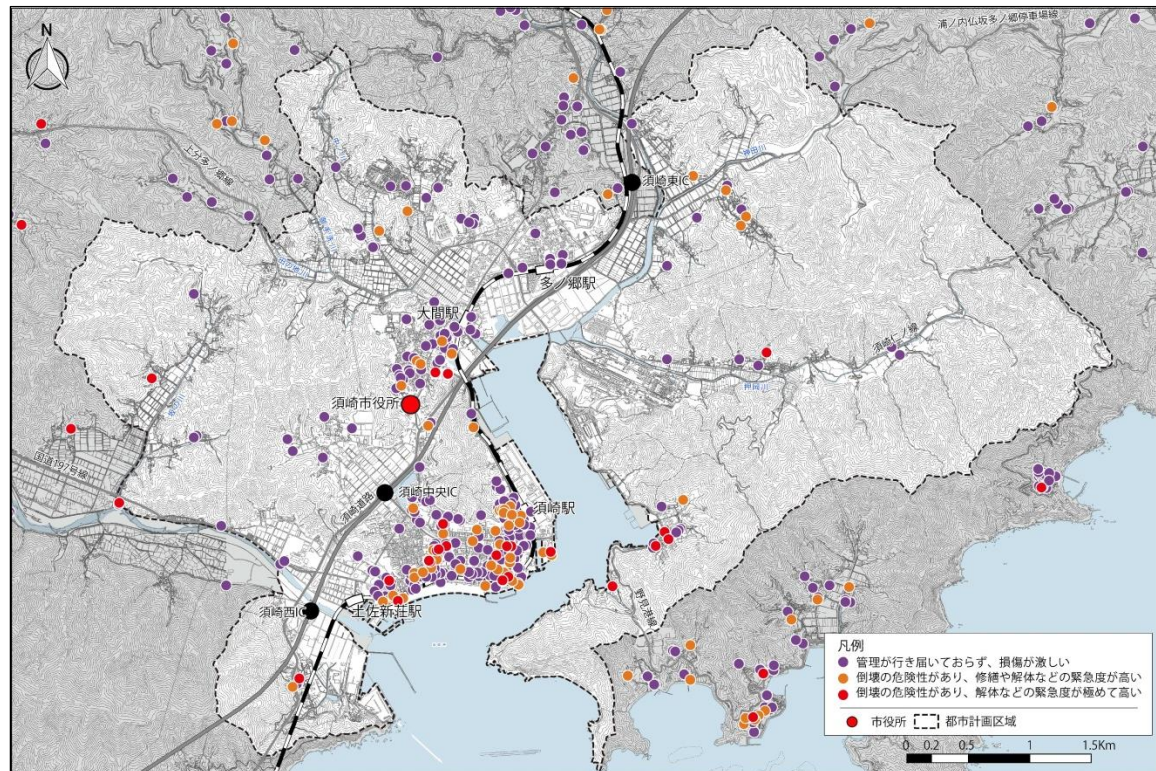 N
浦ノ内仏坂多ノ郷停車場線
上分多ノ郷線
神田川
須崎東IC
多ノ郷駅
大間駅
須崎仁ノ線
押岡川
須崎市役所
国道197号線
須崎中央IC
須崎道路
須崎駅
土佐新荘駅
須崎西IC
野見港線
凡例
管理が行き届いておらず、損傷が激しい
倒壊の危険性があり、修繕や解体などの緊急度が高い
倒壊の危険性があり、解体などの緊急度が極めて高い
市役所
都市計画区域
0 0.2 0.5 1 1.5Km